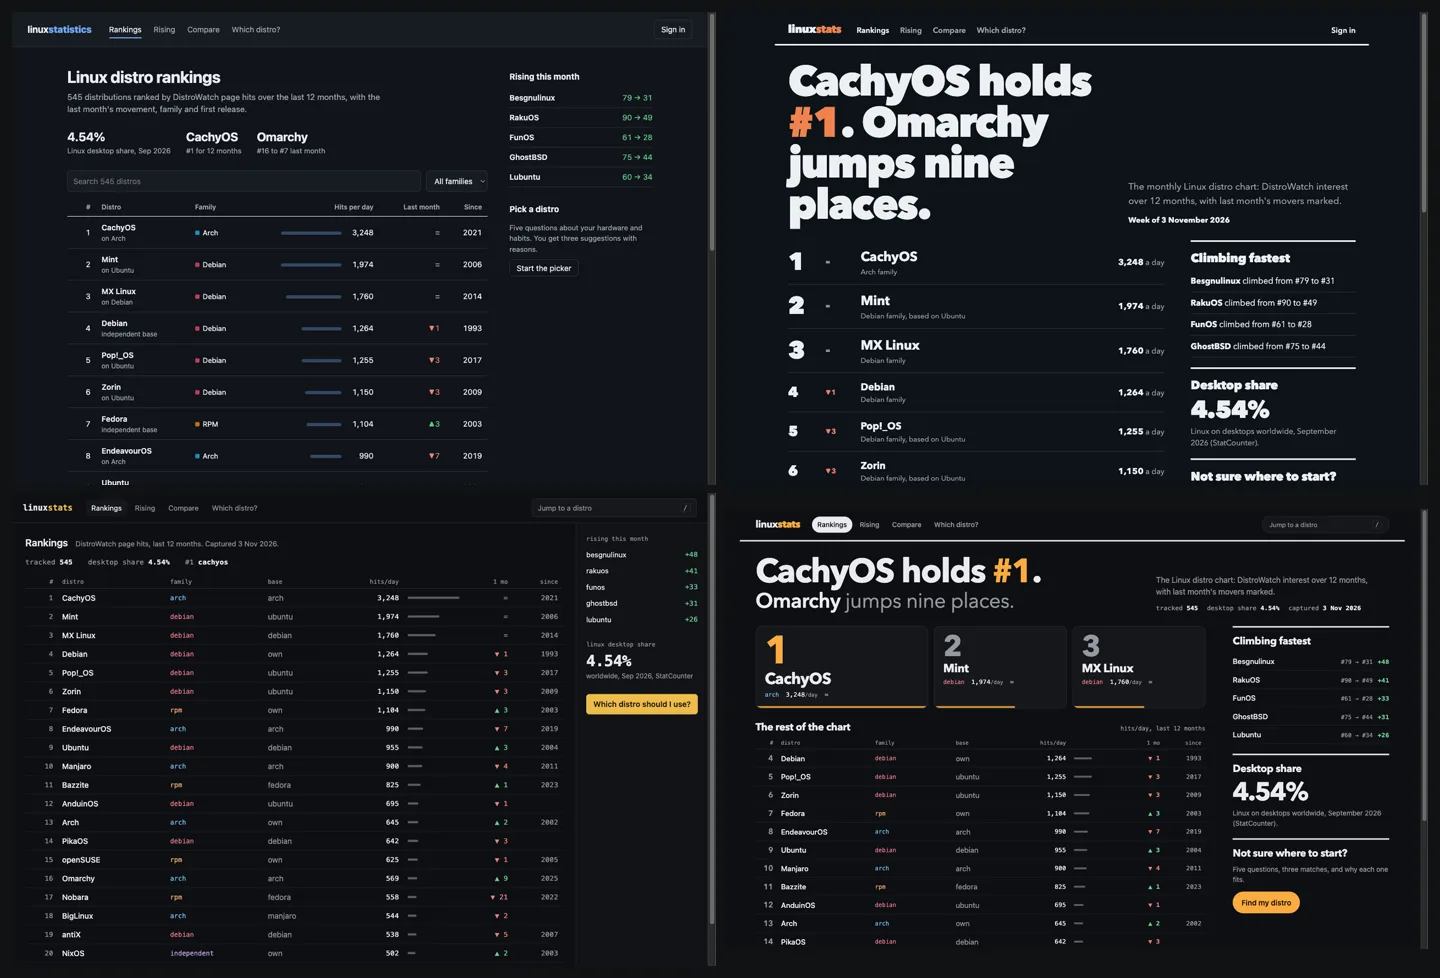 linuxstatistics Rankings Rising Compare Which distro? Sign in
Linux distro rankings
545 distributions ranked by DistroWatch page hits over the last 12 months, with the
last month's movement, family and first release.
4.54% CachyOS Omarchy
Linux desktop share, Sep 2026 #1 for 12 months #16 to #7 last month
Search 545 distros All families
# Distro Family Hits per day Last month Since
1 CachyOS Arch 3,248 = 2021
on Arch
2 Mint Debian 1,974 = 2006
on Ubuntu
3 MX Linux Debian 1,760 = 2014
on Debian
4 Debian Debian 1,264 ▼1 1993
independent base
5 Pop!_OS Debian 1,255 ▼3 2017
on Ubuntu
6 Zorin Debian 1,150 ▼3 2009
on Ubuntu
7 Fedora RPM 1,104 ▲3 2003
independent base
8 EndeavourOS Arch 990 ▼7 2019
on Arch
Ubuntu
Rising this month
Besgnulinux 79 → 31
RakuOS 90 → 49
FunOS 61 → 28
GhostBSD 75 → 44
Lubuntu 60 → 34
Pick a distro
Five questions about your hardware and
habits. You get three suggestions with
reasons.
Start the picker
linuxstats Rankings Rising Compare Which distro? Sign in
CachyOS holds
#1. Omarchy
jumps nine
places.
The monthly Linux distro chart: DistroWatch interest
over 12 months, with last month's movers marked.
Week of 3 November 2026
1 = CachyOS 3,248 a day
Arch family
2 = Mint 1,974 a day
Debian family, based on Ubuntu
3 = MX Linux 1,760 a day
Debian family
4 ▼1 Debian 1,264 a day
Debian family
5 ▼3 Pop!_OS 1,255 a day
Debian family, based on Ubuntu
6 ▼3 Zorin 1,150 a day
Debian family, based on Ubuntu
Climbing fastest
Besgnulinux climbed from #79 to #31
RakuOS climbed from #90 to #49
FunOS climbed from #61 to #28
GhostBSD climbed from #75 to #44
Desktop share
4.54%
Linux on desktops worldwide, September
2026 (StatCounter).
Not sure where to start?
linuxstats Rankings Rising Compare Which distro? Jump to a distro /
Rankings DistroWatch page hits, last 12 months. Captured 3 Nov 2026.
tracked 545 desktop share 4.54% #1 cachyos
# distro family base hits/day 1 mo since
1 CachyOS arch arch 3,248 = 2021
2 Mint debian ubuntu 1,974 = 2006
3 MX Linux debian debian 1,760 = 2014
4 Debian debian own 1,264 ▼ 1 1993
5 Pop!_OS debian ubuntu 1,255 ▼ 3 2017
6 Zorin debian ubuntu 1,150 ▼ 3 2009
7 Fedora rpm own 1,104 ▲ 3 2003
8 EndeavourOS arch arch 990 ▼ 7 2019
9 Ubuntu debian debian 955 ▲ 3 2004
10 Manjaro arch arch 900 ▼ 4 2011
11 Bazzite rpm fedora 825 ▲ 1 2023
12 AnduinOS debian ubuntu 695 ▼ 1
13 Arch arch own 645 ▲ 2 2002
14 PikaOS debian debian 642 ▼ 3
15 openSUSE rpm own 625 ▼ 1 2005
16 Omarchy arch arch 569 ▲ 9 2025
17 Nobara rpm fedora 558 ▼ 21 2022
18 BigLinux arch manjaro 544 ▼ 2
19 antiX debian debian 538 ▼ 5 2007
20 NixOS independent own 502 ▲ 2 2003
rising this month
besgnulinux +48
rakuos +41
funos +33
ghostbsd +31
lubuntu +26
linux desktop share
4.54%
worldwide, Sep 2026, StatCounter
Which distro should I use?
linuxstats Rankings Rising Compare Which distro? Jump to a distro /
CachyOS holds #1.
Omarchy jumps nine places.
The Linux distro chart: DistroWatch interest over 12 months,
with last month's movers marked.
tracked 545 desktop share 4.54% captured 3 Nov 2026
1
CachyOS
arch 3,248/day =
2
Mint
debian 1,974/day =
3
MX Linux
debian 1,760/day =
The rest of the chart hits/day, last 12 months
# distro family base hits/day 1 mo since
4 Debian debian own 1,264 ▼ 1 1993
5 Pop!_OS debian ubuntu 1,255 ▼ 3 2017
6 Zorin debian ubuntu 1,150 ▼ 3 2009
7 Fedora rpm own 1,104 ▲ 3 2003
8 EndeavourOS arch arch 990 ▼ 7 2019
9 Ubuntu debian debian 955 ▲ 3 2004
10 Manjaro arch arch 900 ▼ 4 2011
11 Bazzite rpm fedora 825 ▲ 1 2023
12 AnduinOS debian ubuntu 695 ▼ 1
13 Arch arch own 645 ▲ 2 2002
14 PikaOS debian debian 642 ▼ 3
Climbing fastest
Besgnulinux #79 → #31 +48
RakuOS #90 → #49 +41
FunOS #61 → #28 +33
GhostBSD #75 → #44 +31
Lubuntu #60 → #34 +26
Desktop share
4.54%
Linux on desktops worldwide, September 2026
(StatCounter).
Not sure where to start?
Five questions, three matches, and why each one
fits.
Find my distro